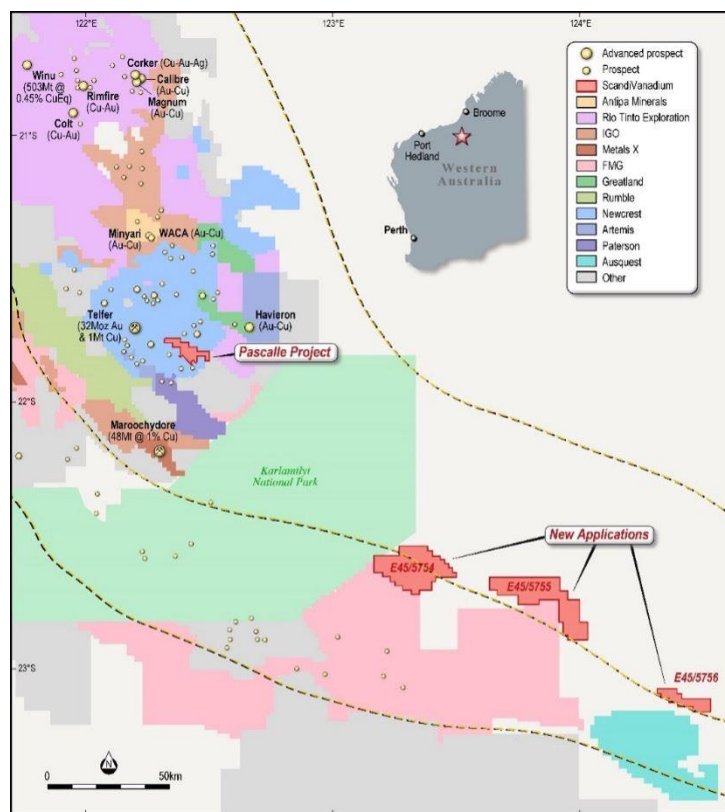 122°E
123°E
124°E
21°S
22°S
23°S
Winu
(503Mt @
0.45% CuEq)
Rimfire
(Cu-Au)
Colt
(Cu-Au)
Corker (Cu-Au-Ag)
Calibre
(Au-Cu)
Magnum
(Au-Cu)
Broome
Port
Hedland
Western
Australia
Perth
Advanced prospect
Prospect
ScandiVanadium
Antipa Minerals
Rio Tinto Exploration
IGO
Metals X
FMG
Greatland
Rumble
Newcrest
Artemis
Paterson
Ausquest
Other
Minyari
(Au-Cu)
WACA (Au-Cu)
Telfer
(32Moz Au
& 1Mt Cu)
Havieron
(Au-Cu)
Pascalle Project
Maroochydore
(48Mt @ 1% Cu)
Karlamilyi
National Park
New Applications
E45/5754
E45/5755
E45/5756
0
50km